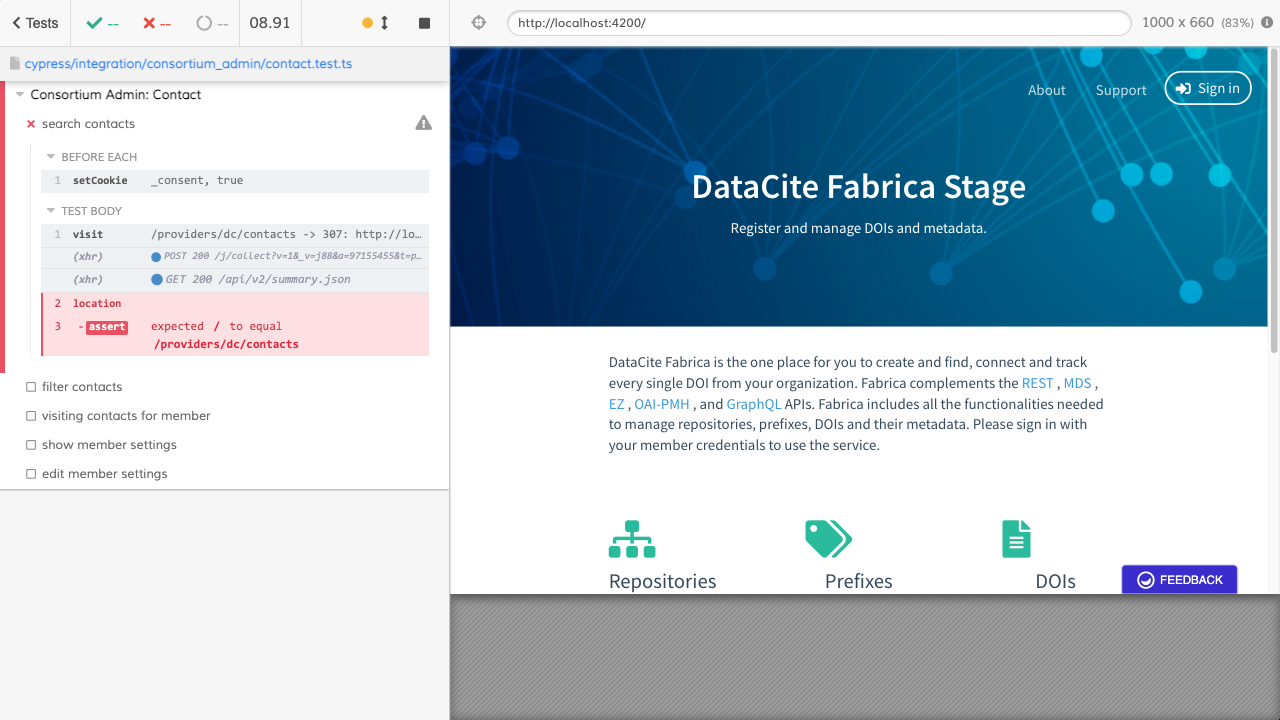 Tests -- -- -- 08.91
cypress/integration/consortium_admin/contact.test.ts
Consortium Admin: Contact
search contacts
BEFORE EACH
1 setCookie _consent, true
TEST BODY
1 visit /providers/dc/contacts -> 307: http://lo…
(xhr) POST 200 /j/collect?v=1&_v=j88&a=97155455&t=p…
(xhr) GET 200 /api/v2/summary.json
2 location
3 - assert expected / to equal
/providers/dc/contacts
filter contacts
visiting contacts for member
show member settings
edit member settings
http://localhost:4200/ 1000 x 660 (83%)
About Support Sign in
DataCite Fabrica Stage
Register and manage DOIs and metadata.
DataCite Fabrica is the one place for you to create and find, connect and track
every single DOI from your organization. Fabrica complements the REST , MDS ,
EZ , OAI-PMH , and GraphQL APIs. Fabrica includes all the functionalities needed
to manage repositories, prefixes, DOIs and their metadata. Please sign in with
your member credentials to use the service.
Repositories Prefixes DOIs
FEEDBACK